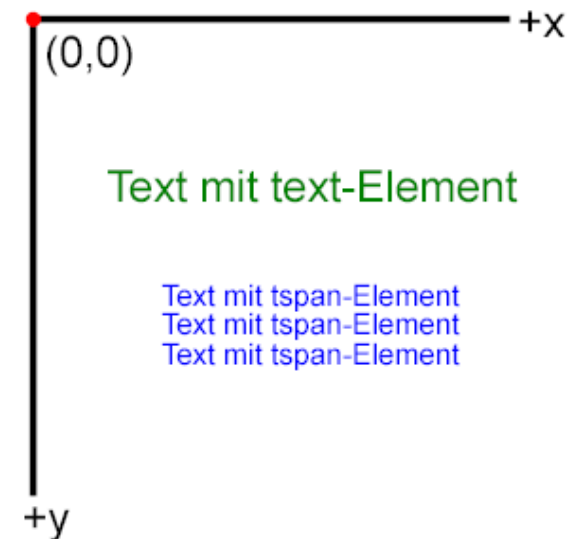 +x
(0,0)
Text mit text-Element
Text mit tspan-Element
Text mit tspan-Element
Text mit tspan-Element
+y